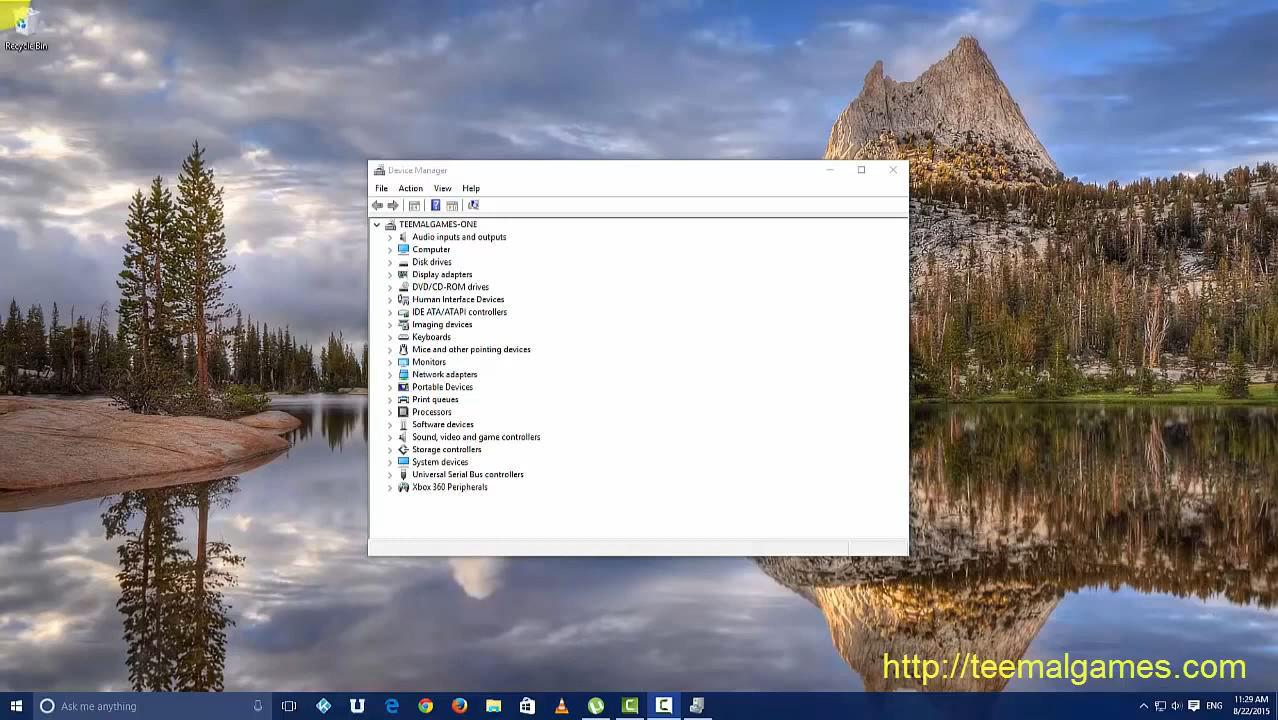 Recycle Bin
Device Manager
File Action View Help
TEEMALGAMES-ONE
Audio inputs and outputs
Computer
Disk drives
Display adapters
DVD/CD-ROM drives
Human Interface Devices
IDE ATA/ATAPI controllers
Imaging devices
Keyboards
Mice and other pointing devices
Monitors
Network adapters
Portable Devices
Print queues
Processors
Software devices
Sound, video and game controllers
Storage controllers
System devices
Universal Serial Bus controllers
Xbox 360 Peripherals
http://teemalgames.com
Ask me anything
ENG
11:29 AM
8/22/2015